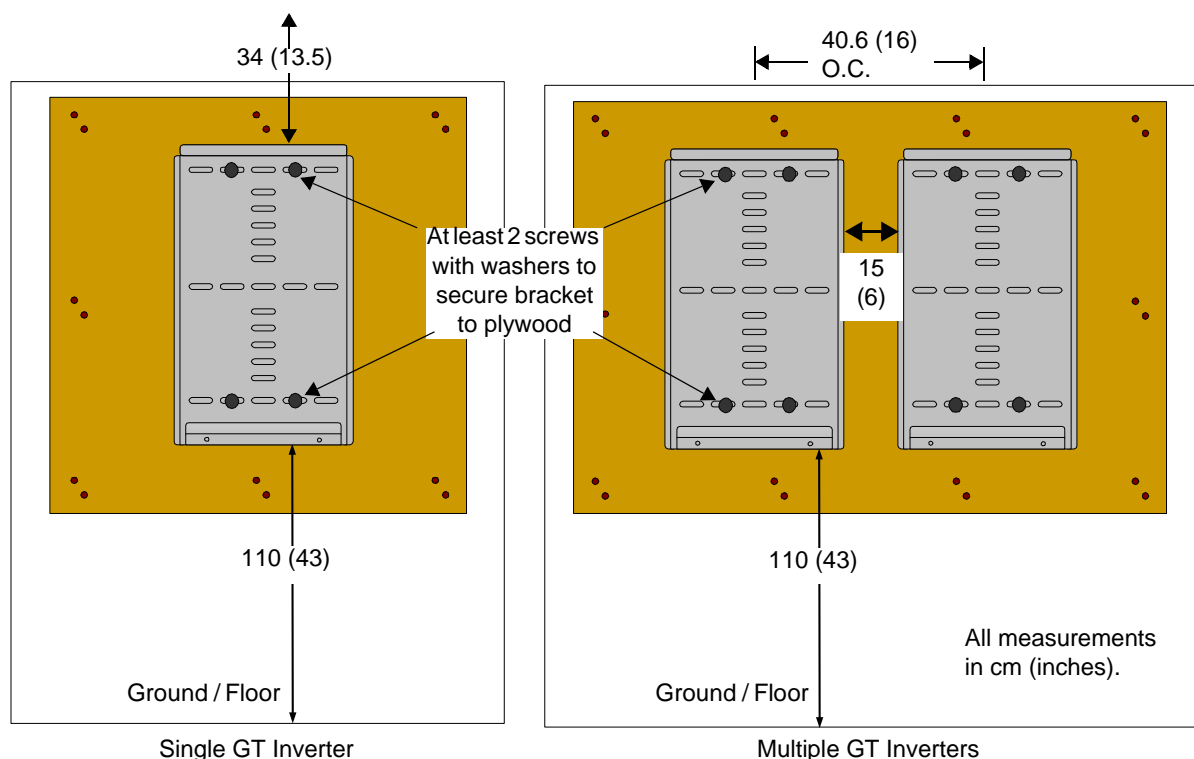 34 (13.5)
40.6 (16)
O.C.
At least 2 screws
with washers to
secure bracket
to plywood
15
(6)
110 (43)
110 (43)
All measurements
in cm (inches).
Ground / Floor
Ground / Floor
Single GT Inverter
Multiple GT Inverters